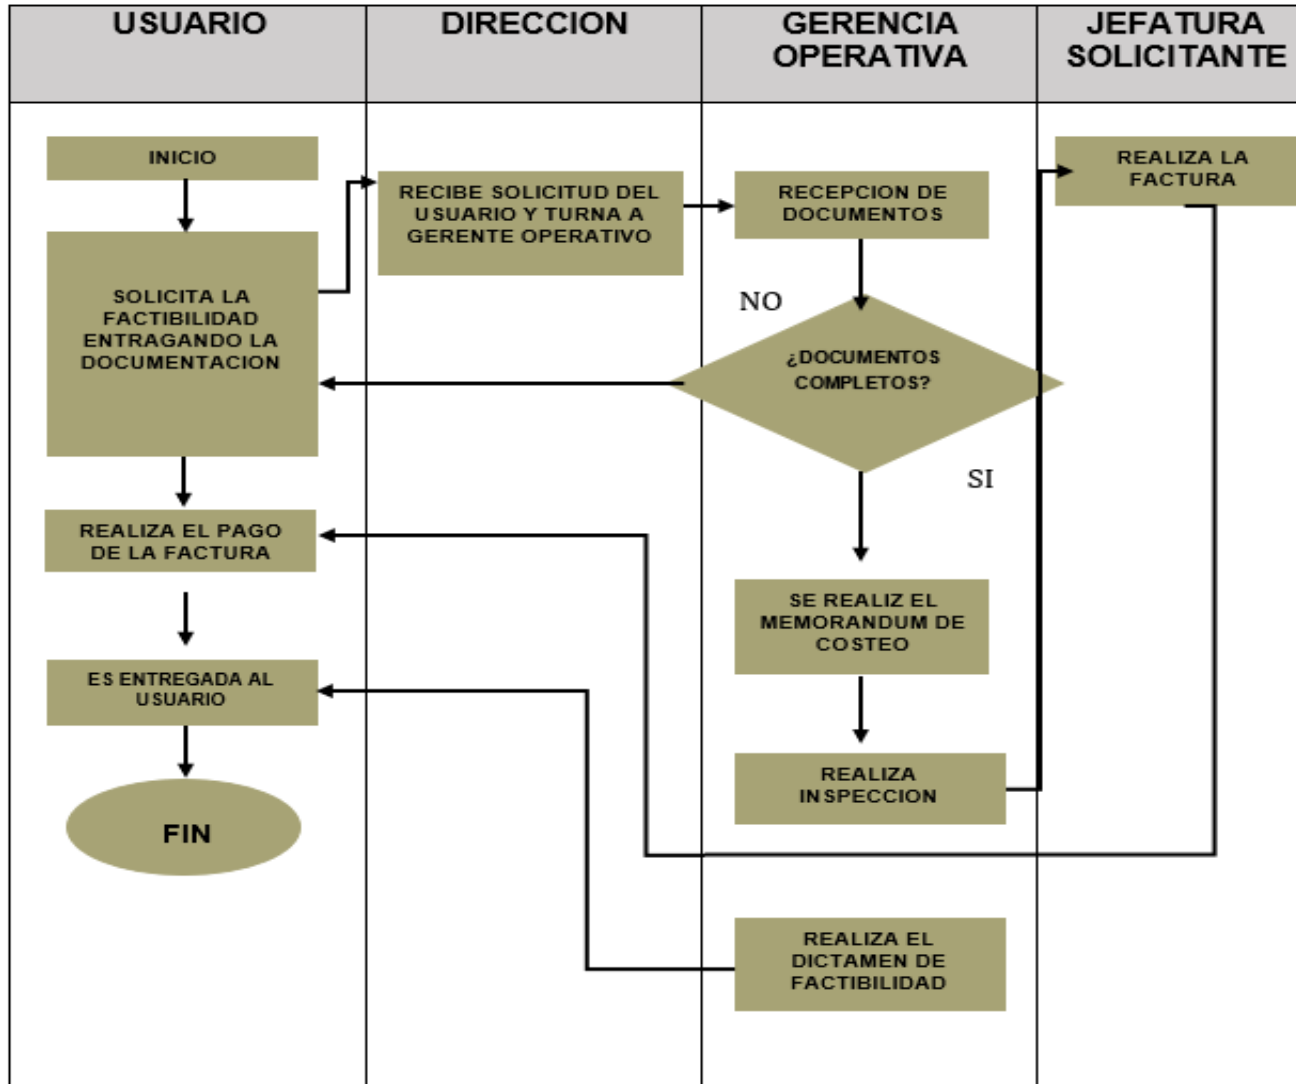 USUARIO
DIRECCION
GERENCIA
OPERATIVA
JEFATURA
SOLICITANTE
INICIO
SOLICITA LA
FACTIBILIDAD
ENTRAGANDO LA
DOCUMENTACION
REALIZA EL PAGO
DE LA FACTURA
ES ENTREGADA AL
USUARIO
FIN
RECIBE SOLICITUD DEL
USUARIO Y TURNA A
GERENTE OPERATIVO
RECEPCION DE
DOCUMENTOS
NO
¿DOCUMENTOS
COMPLETOS?
SI
SE REALIZ EL
MEMORANDUM DE
COSTEO
REALIZA
INSPECCION
REALIZA EL
DICTAMEN DE
FACTIBILIDAD
REALIZA LA
FACTURA